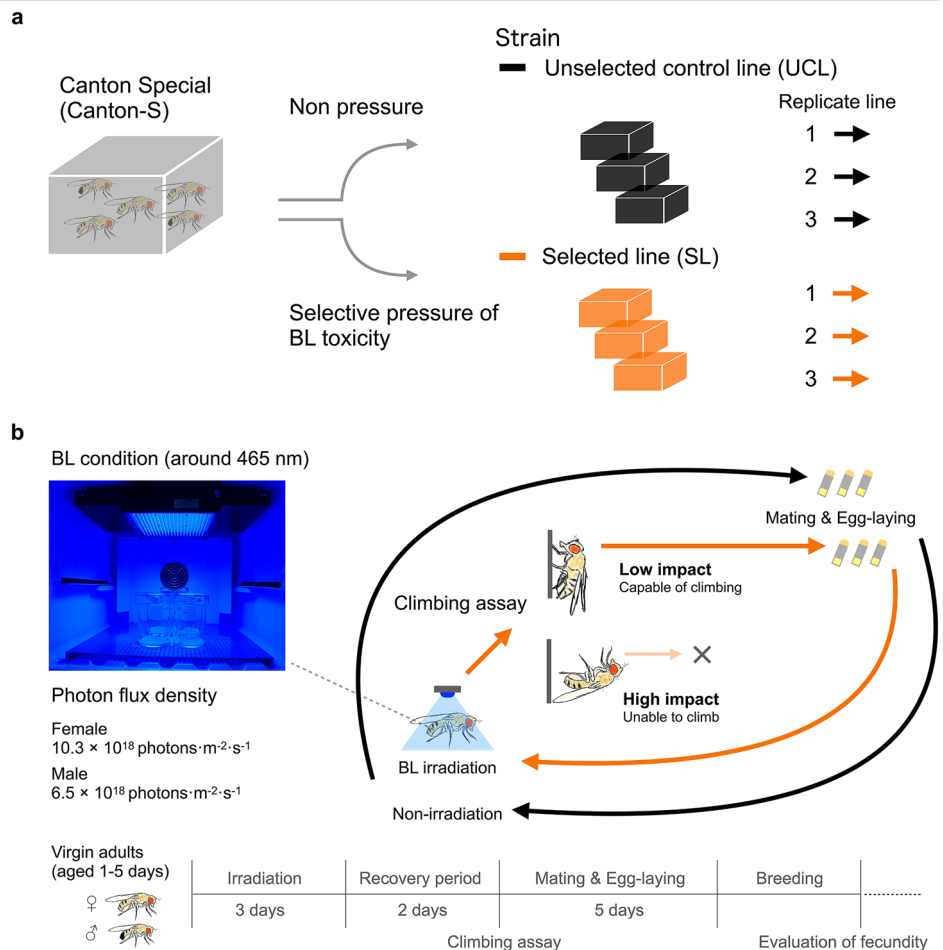 a
Strain
Canton Special
(Canton-S)
Non pressure
Selective pressure of
BL toxicity
Unselected control line (UCL)
Replicate line
1
2
3
Selected line (SL)
1
2
3
b
BL condition (around 465 nm)
Photon flux density
Female
10.3 × 10¹⁸ photons·m⁻²·s⁻¹
Male
6.5 × 10¹⁸ photons·m⁻²·s⁻¹
Mating & Egg-laying
Low impact
Capable of climbing
Climbing assay
High impact
Unable to climb
BL irradiation
Non-irradiation
Virgin adults
(aged 1-5 days)
♀
♂
Irradiation
Recovery period
Mating & Egg-laying
Breeding
3 days
2 days
5 days
Climbing assay
Evaluation of fecundity